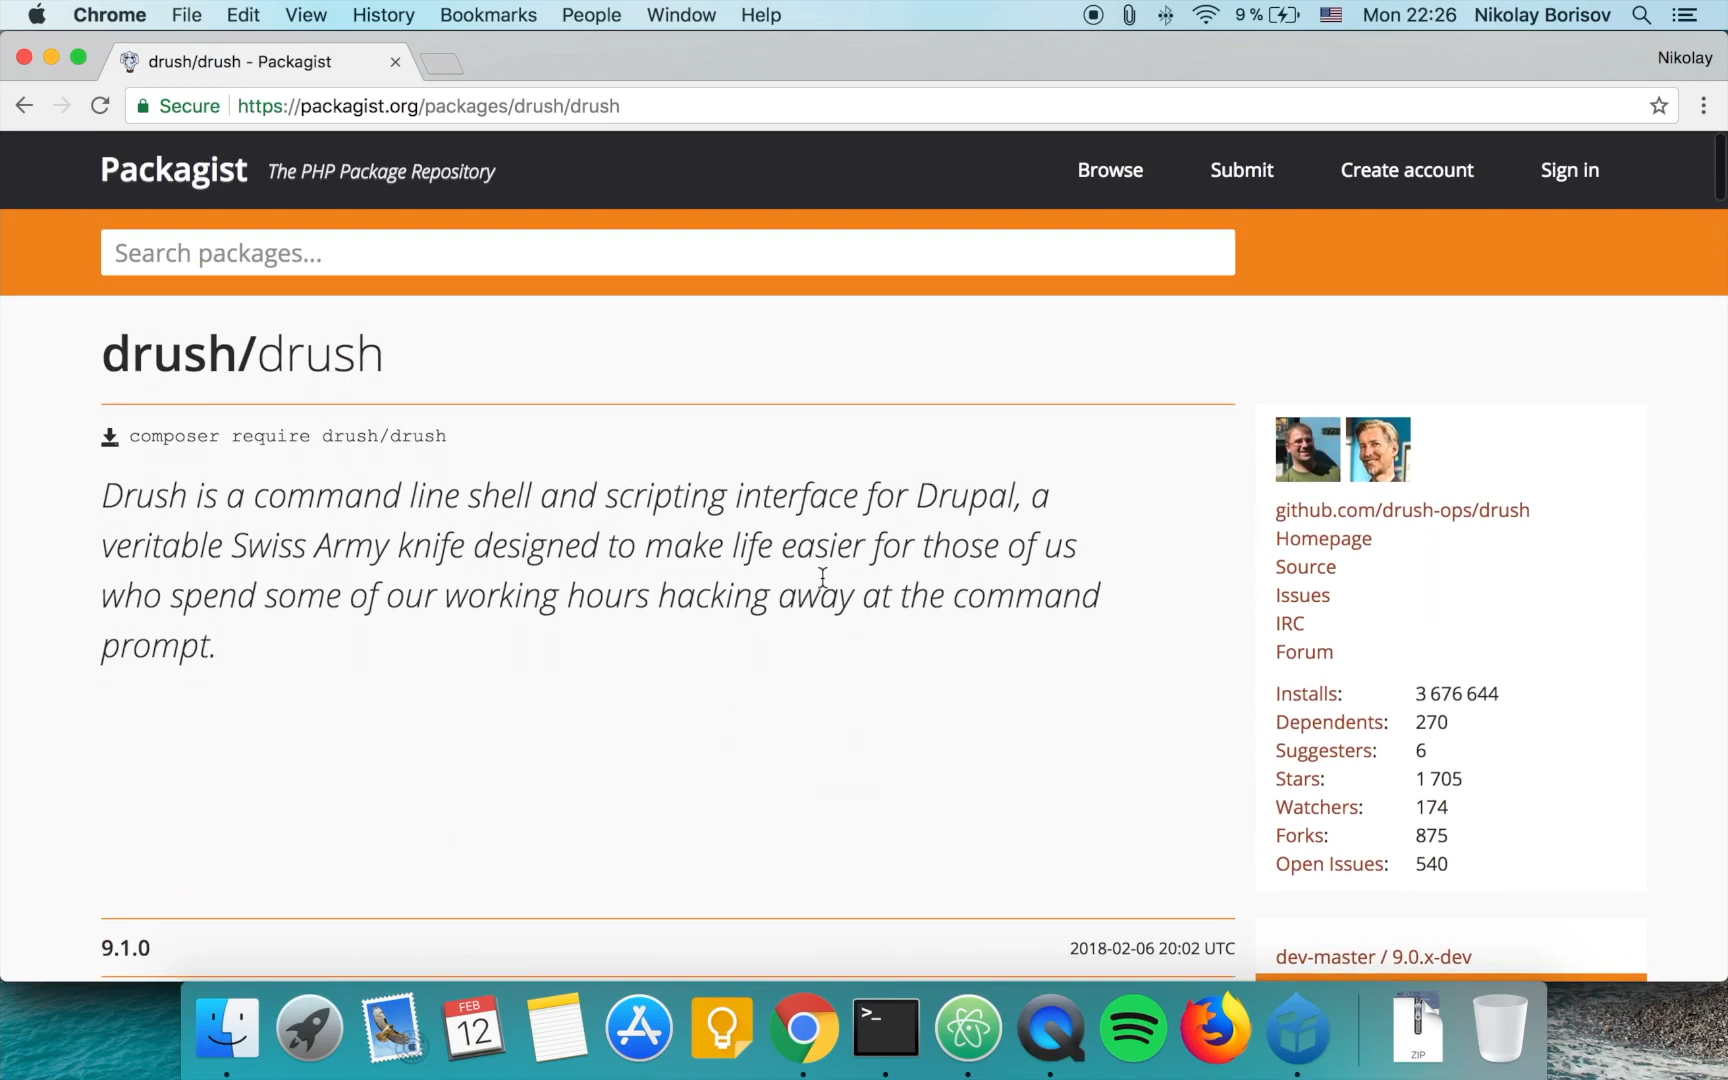 Chrome File Edit View History Bookmarks People Window Help 9 % Mon 22:26 Nikolay Borisov
drush/drush - Packagist Nikolay
Secure https://packagist.org/packages/drush/drush
Packagist The PHP Package Repository Browse Submit Create account Sign in
Search packages...
drush/drush
composer require drush/drush
Drush is a command line shell and scripting interface for Drupal, a
veritable Swiss Army knife designed to make life easier for those of us
who spend some of our working hours hacking away at the command
prompt.
github.com/drush-ops/drush
Homepage
Source
Issues
IRC
Forum
Installs: 3 676 644
Dependents: 270
Suggesters: 6
Stars: 1 705
Watchers: 174
Forks: 875
Open Issues: 540
9.1.0 2018-02-06 20:02 UTC
dev-master / 9.0.x-dev
FEB
12
>_
ZIP